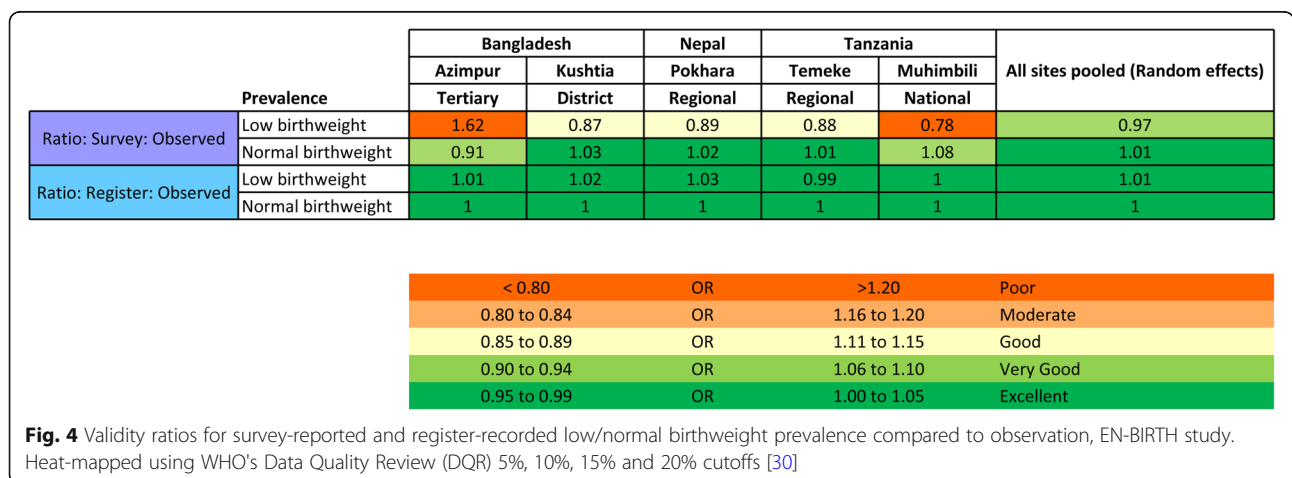 Bangladesh Nepal Tanzania
Azimpur Kushtia Pokhara Temeke Muhimbili All sites pooled (Random effects)
Prevalence Tertiary District Regional Regional National
Ratio: Survey: Observed Low birthweight 1.62 0.87 0.89 0.88 0.78 0.97
Normal birthweight 0.91 1.03 1.02 1.01 1.08 1.01
Ratio: Register: Observed Low birthweight 1.01 1.02 1.03 0.99 1 1.01
Normal birthweight 1 1 1 1 1 1
< 0.80 OR >1.20 Poor
0.80 to 0.84 OR 1.16 to 1.20 Moderate
0.85 to 0.89 OR 1.11 to 1.15 Good
0.90 to 0.94 OR 1.06 to 1.10 Very Good
0.95 to 0.99 OR 1.00 to 1.05 Excellent
Fig. 4 Validity ratios for survey-reported and register-recorded low/normal birthweight prevalence compared to observation, EN-BIRTH study.
Heat-mapped using WHO's Data Quality Review (DQR) 5%, 10%, 15% and 20% cutoffs [30]